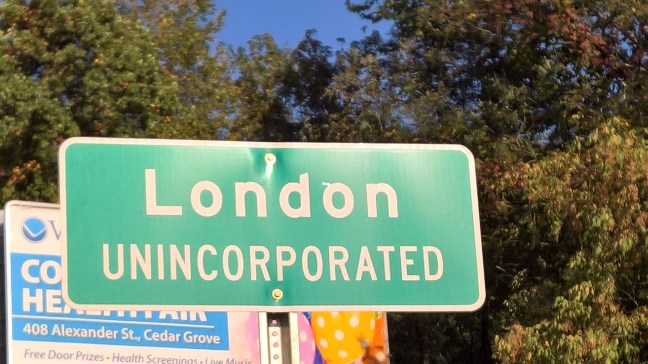 London
UNINCORPORATED
HEALTH FAIR
408 Alexander St., Cedar Grove
Free Door Prizes • Health Screenings • Live Music